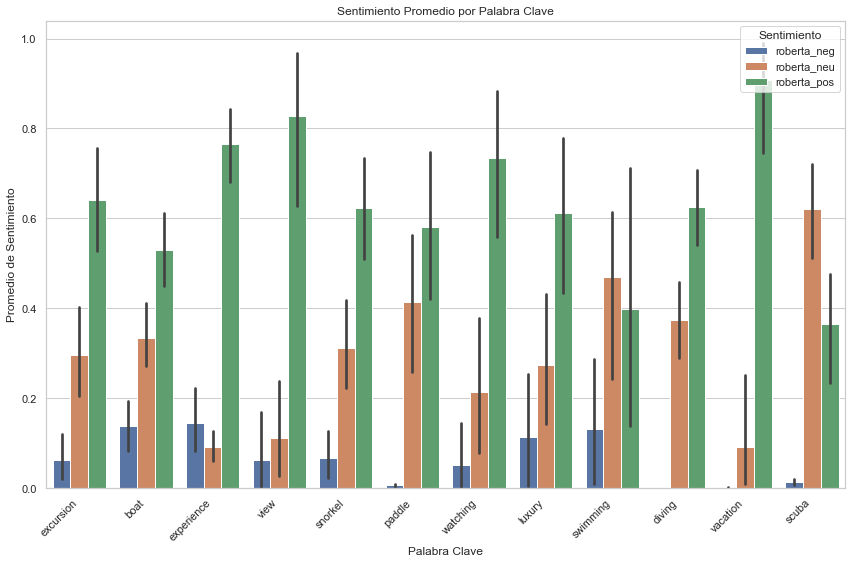 Sentimiento Promedio por Palabra Clave
Sentimiento
roberta_neg
roberta_neu
roberta_pos
Promedio de Sentimiento
1.0
0.8
0.6
0.4
0.2
0.0
excursion
boat
experience
view
snorkel
paddle
watching
luxury
swimming
diving
vacation
scuba
Palabra Clave